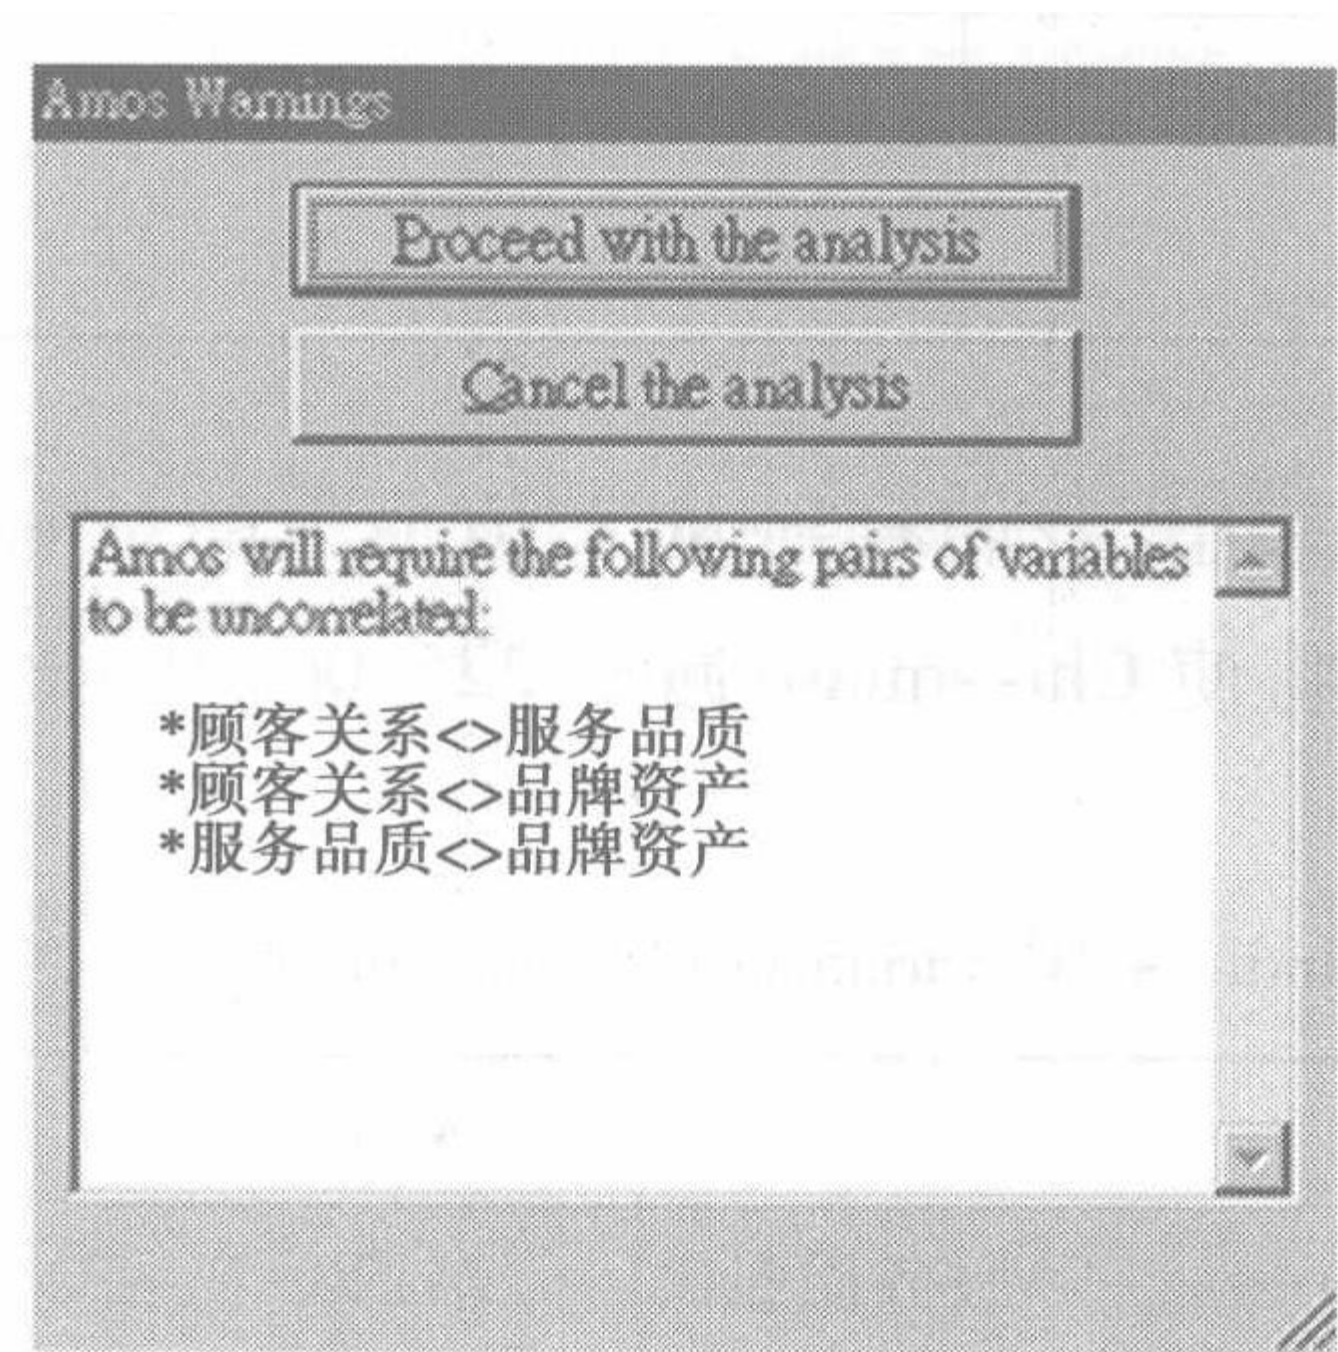 Amos Warnings
Proceed with the analysis
Cancel the analysis
Amos will require the following pairs of variables
to be uncorrelated:
*顾客关系<>服务品质
*顾客关系<>品牌资产
*服务品质<>品牌资产